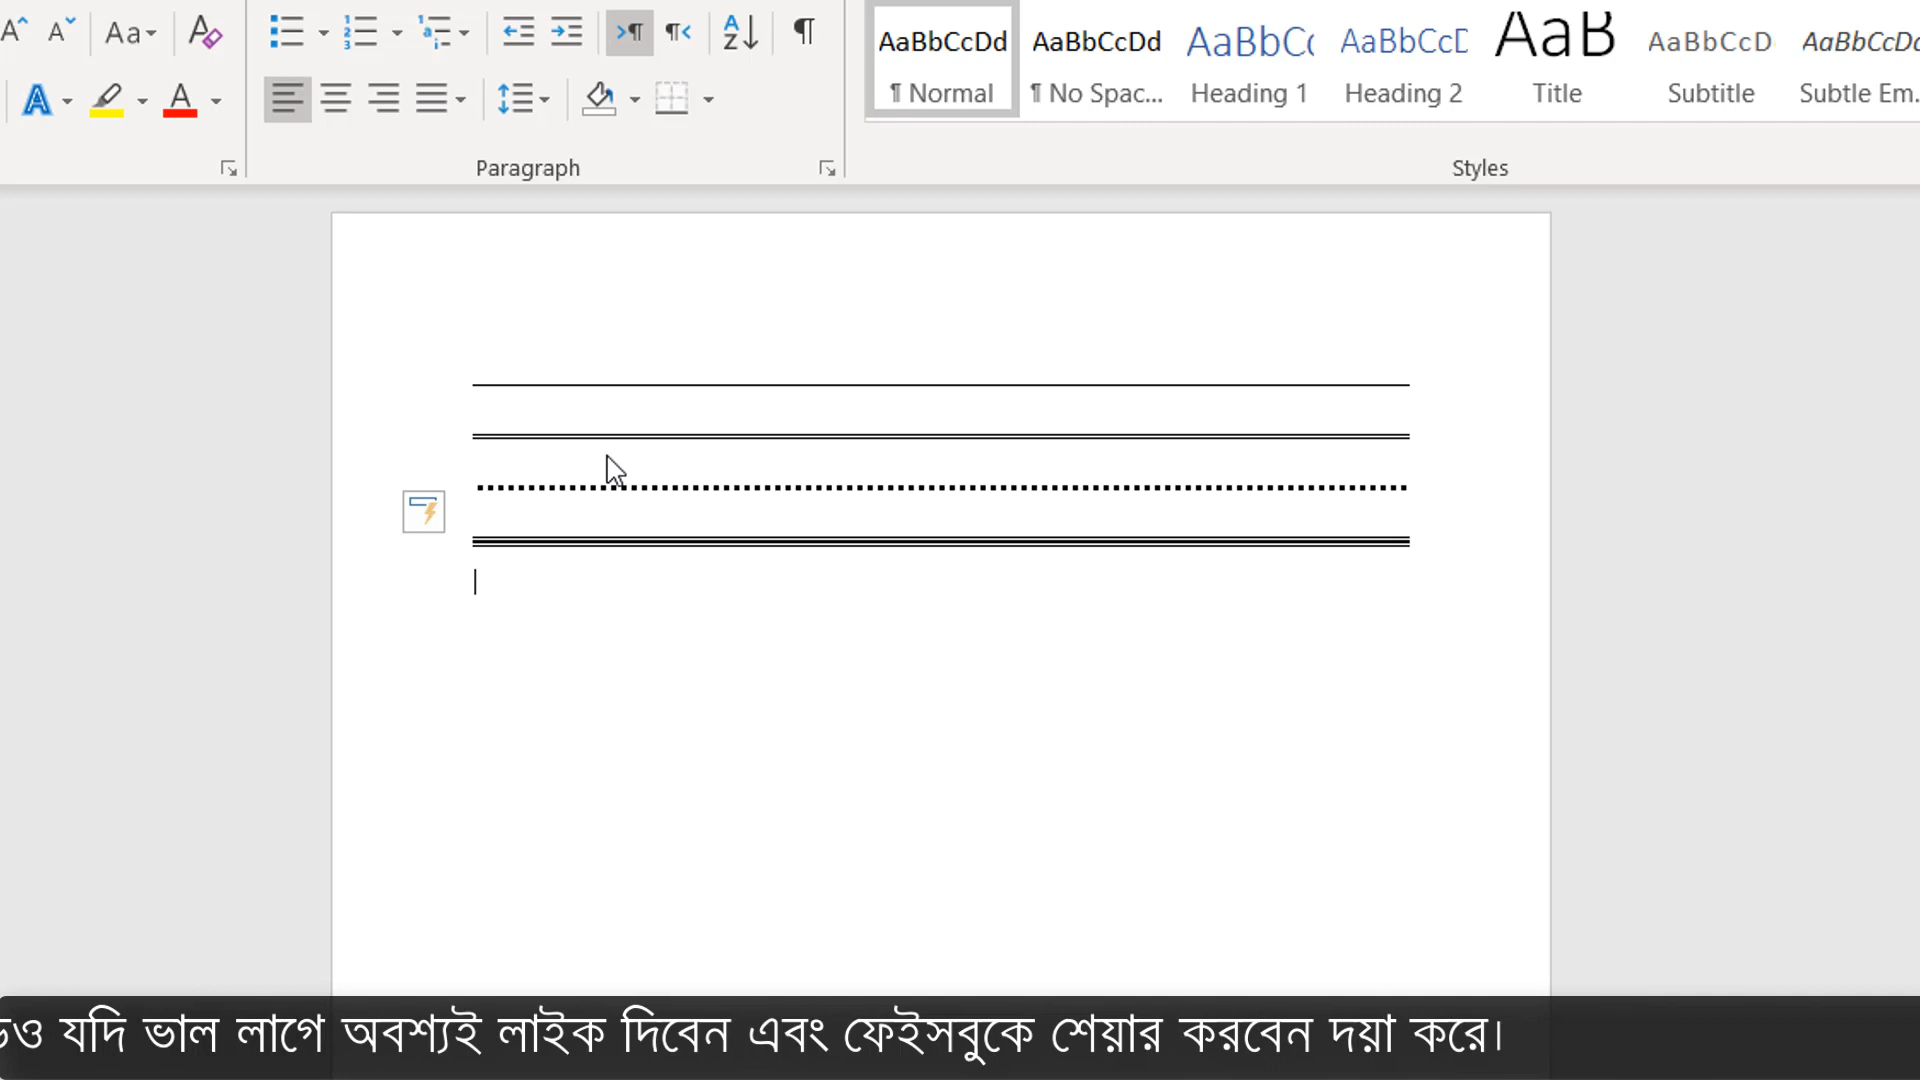 Aa
A
AaBbCcDd AaBbCcDd AaBbC AaBbCcD AaB AaBbCcD AaBbCcDd
A
A
¶ Normal ¶ No Spac... Heading 1 Heading 2 Title Subtitle Subtle Em.
Paragraph
Styles
যদি ভাল লাগে অবশ্যই লাইক দিবেন এবং ফেইসবুকে শেয়ার করবেন দয়া করে।